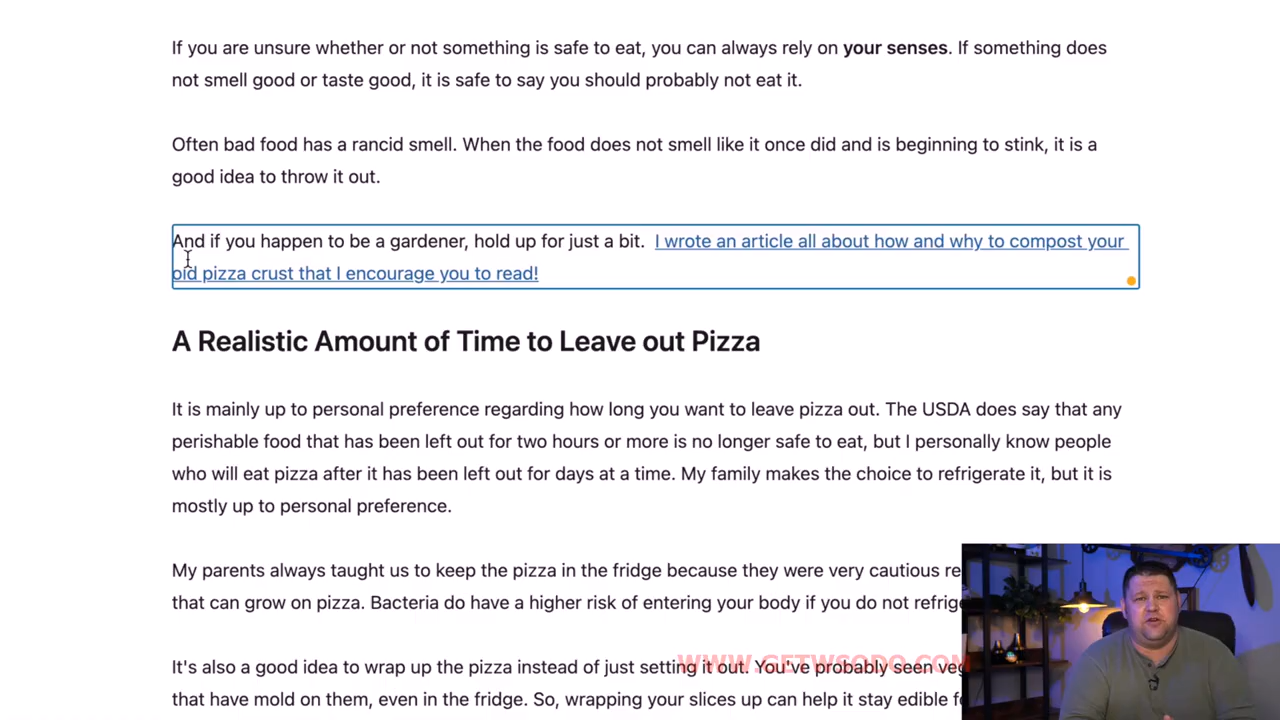 If you are unsure whether or not something is safe to eat, you can always rely on your senses. If something does
not smell good or taste good, it is safe to say you should probably not eat it.
Often bad food has a rancid smell. When the food does not smell like it once did and is beginning to stink, it is a
good idea to throw it out.
And if you happen to be a gardener, hold up for just a bit. I wrote an article all about how and why to compost your
old pizza crust that I encourage you to read!
A Realistic Amount of Time to Leave out Pizza
It is mainly up to personal preference regarding how long you want to leave pizza out. The USDA does say that any
perishable food that has been left out for two hours or more is no longer safe to eat, but I personally know people
who will eat pizza after it has been left out for days at a time. My family makes the choice to refrigerate it, but it is
mostly up to personal preference.
My parents always taught us to keep the pizza in the fridge because they were very cautious
that can grow on pizza. Bacteria do have a higher risk of entering your body if you do not
It's also a good idea to wrap up the pizza instead of just setting it out. You've probably seen
that have mold on them, even in the fridge. So, wrapping your slices up can help it stay edible
WWW.GETWSODO.COM